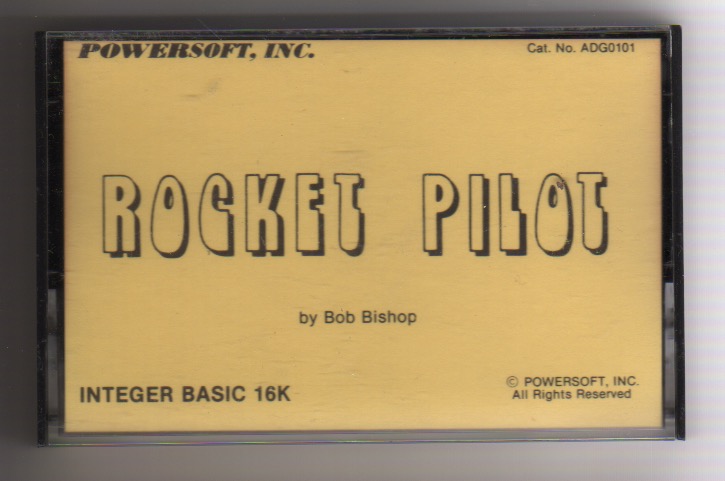 POWERSOFT, INC.
Cat. No. ADG0101
ROCKET PILOT
by Bob Bishop
INTEGER BASIC 16K
© POWERSOFT, INC.
All Rights Reserved